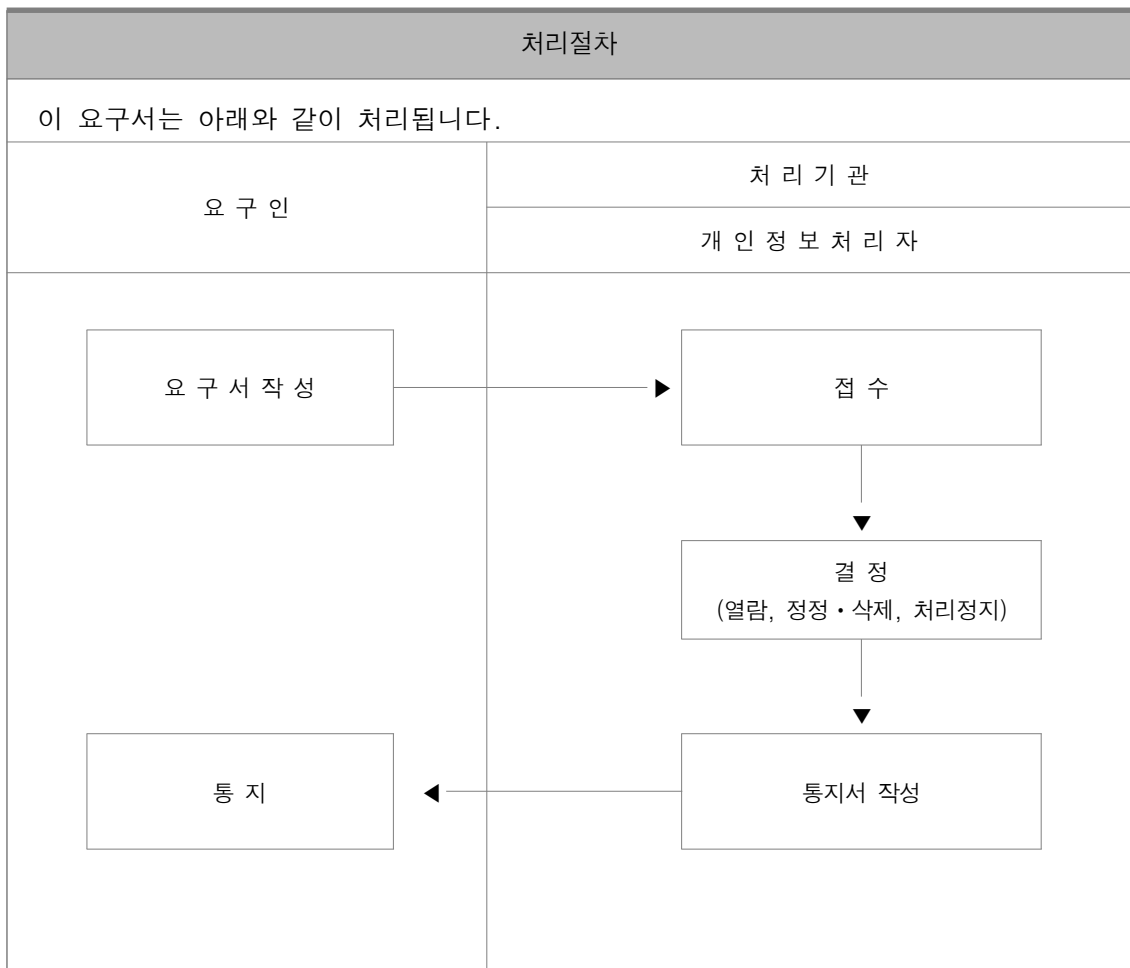 처리절차
이 요구서는 아래와 같이 처리됩니다.
요 구 인
처 리 기 관
개 인 정 보 처 리 자
요 구 서 작 성
접 수
결 정
(열람, 정정・삭제, 처리정지)
통 지
통지서 작성